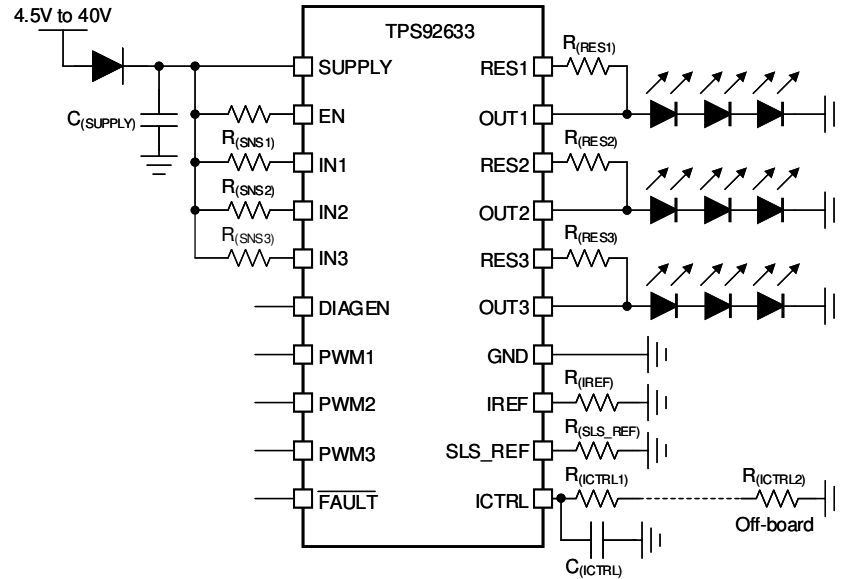 4.5V to 40V
TPS92633
SUPPLY
EN
IN1
IN2
IN3
DIAGEN
PWM1
PWM2
PWM3
FAULT
C(SUPPLY)
R(SNS1)
R(SNS2)
R(SNS3)
RES1
OUT1
RES2
OUT2
RES3
OUT3
GND
IREF
SLS_REF
ICTRL
R(RES1)
R(RES2)
R(RES3)
R(IREF)
R(SLS_REF)
R(ICTRL1)
R(ICTRL2)
Off-board
C(ICTRL)